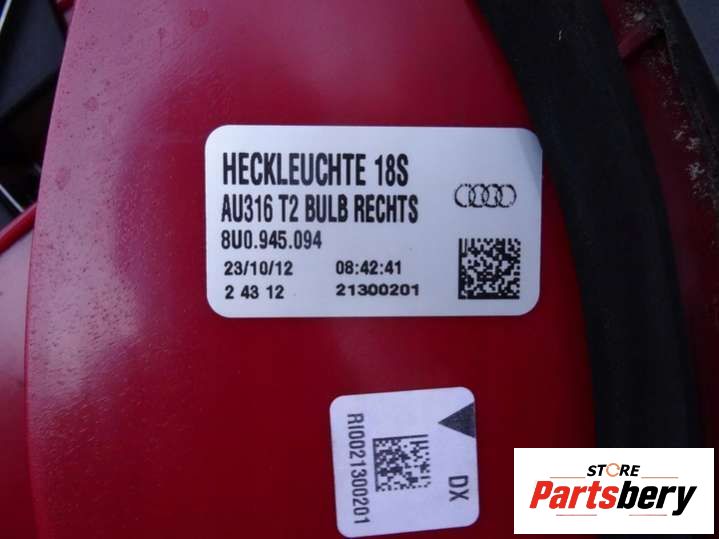 HECKLEUCHTE 18S
AU316 T2 BULB RECHTS
8U0.945.094
23/10/12 08:42:41
2 43 12 21300201
DX
RI0021300201
STORE
Partsbery